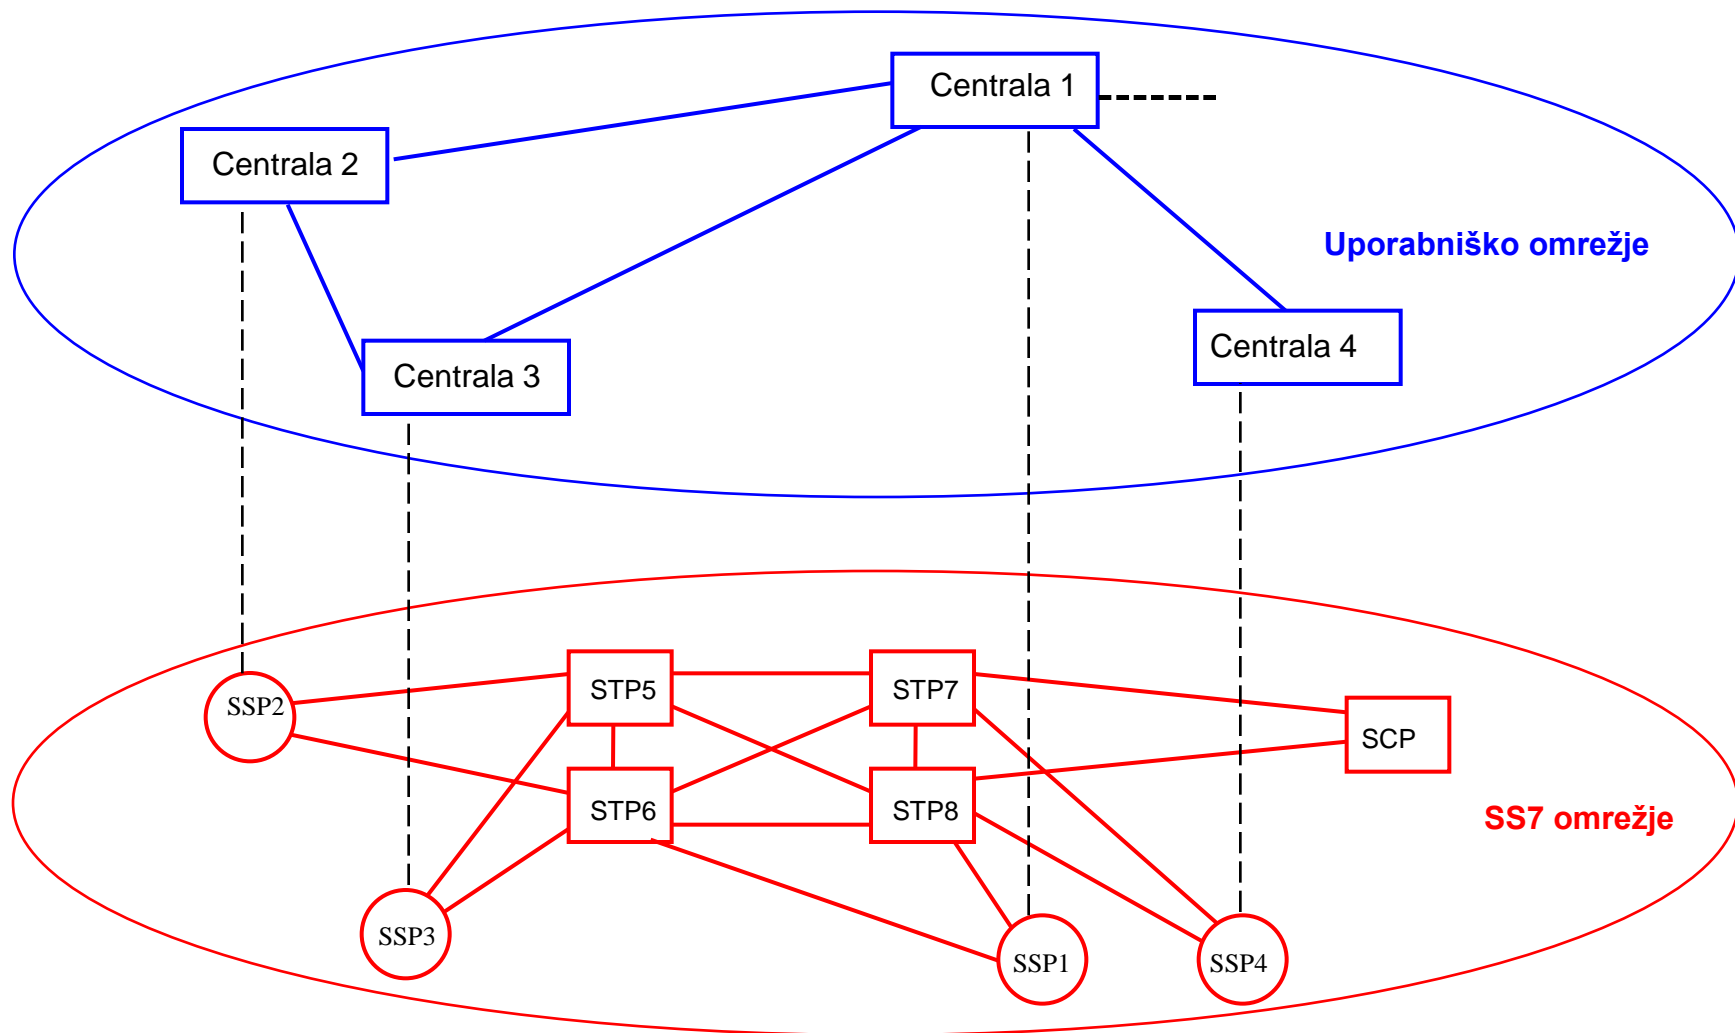 Centrala 1
Centrala 2
Uporabniško omrežje
Centrala 3
Centrala 4
STP5
STP7
SSP2
SCP
STP6
STP8
SS7 omrežje
SSP3
SSP1
SSP4